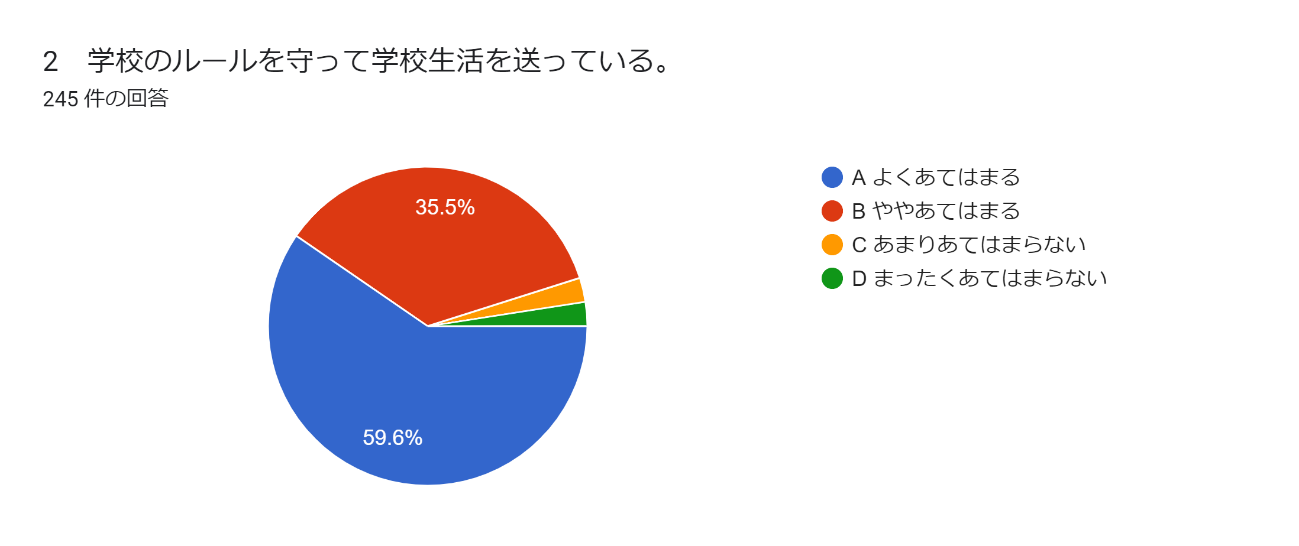 2　学校のルールを守って学校生活を送っている。
245 件の回答
35.5%
59.6%
A よくあてはまる
B ややあてはまる
C あまりあてはまらない
D まったくあてはまらない